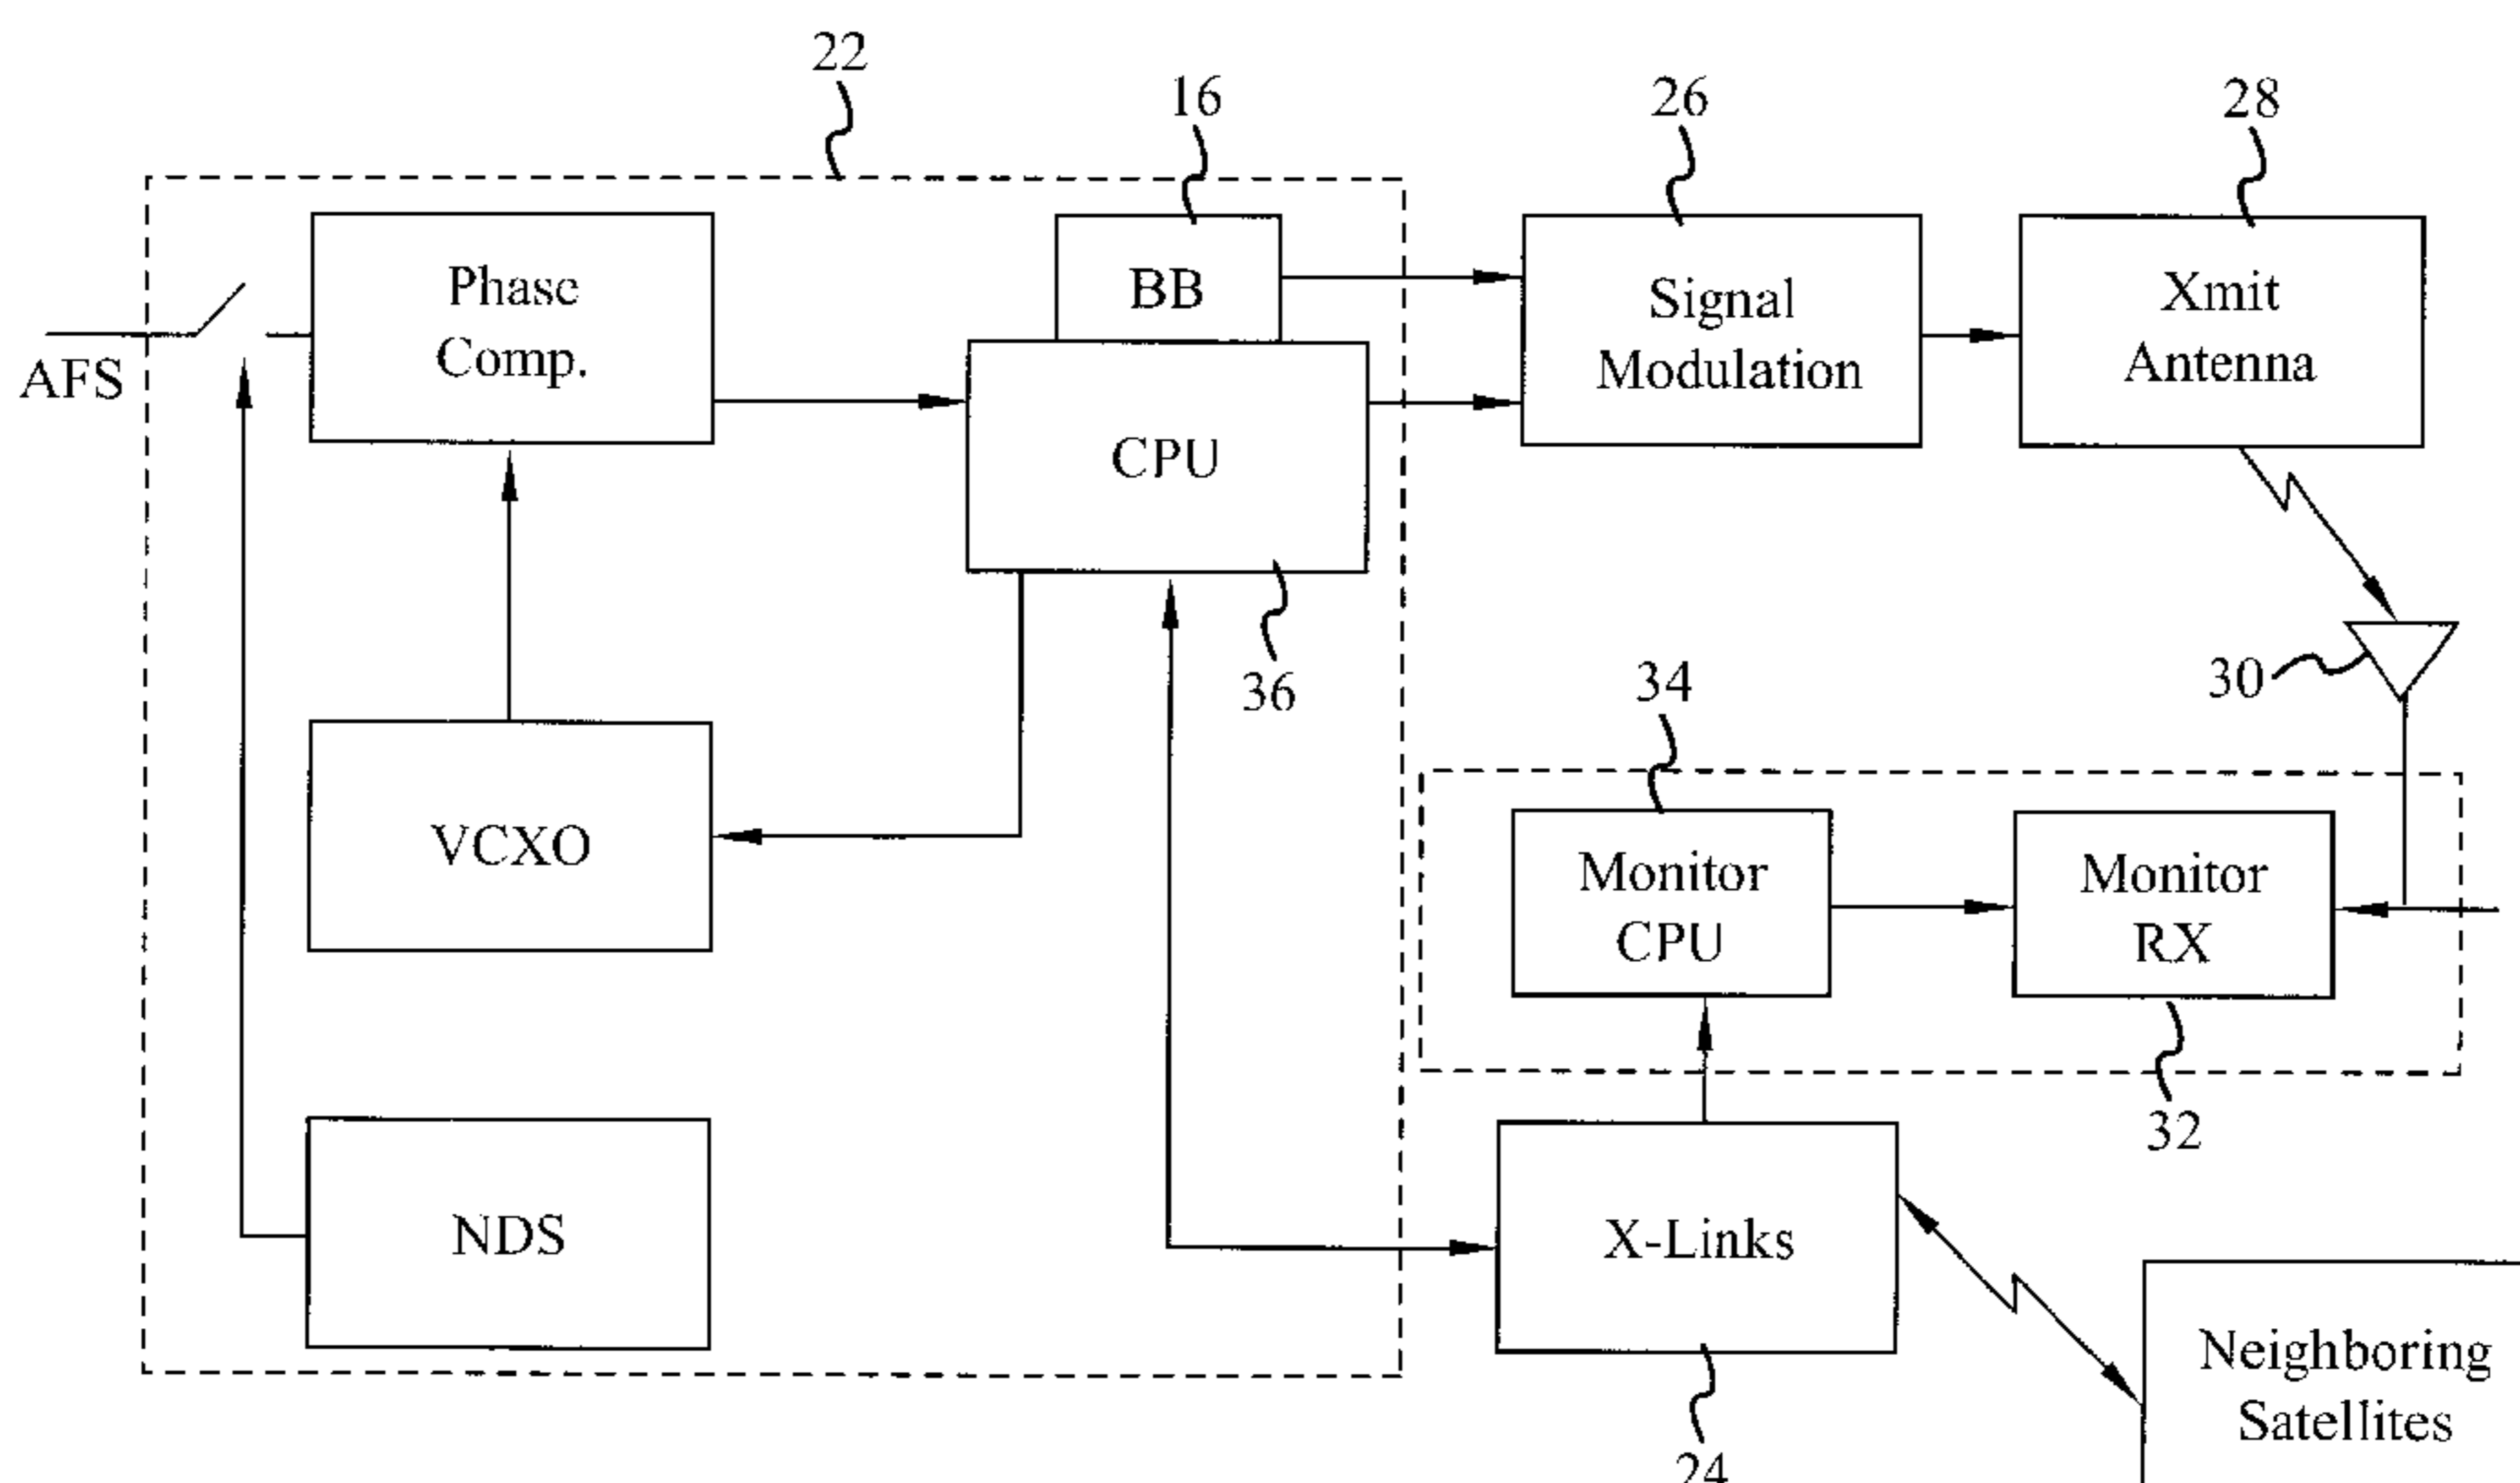 22
16
26
28
Phase
Comp.
BB
Signal
Modulation
Xmit
Antenna
AFS
CPU
36
30
34
VCXO
Monitor
CPU
Monitor
RX
32
NDS
X-Links
Neighboring
Satellites
24